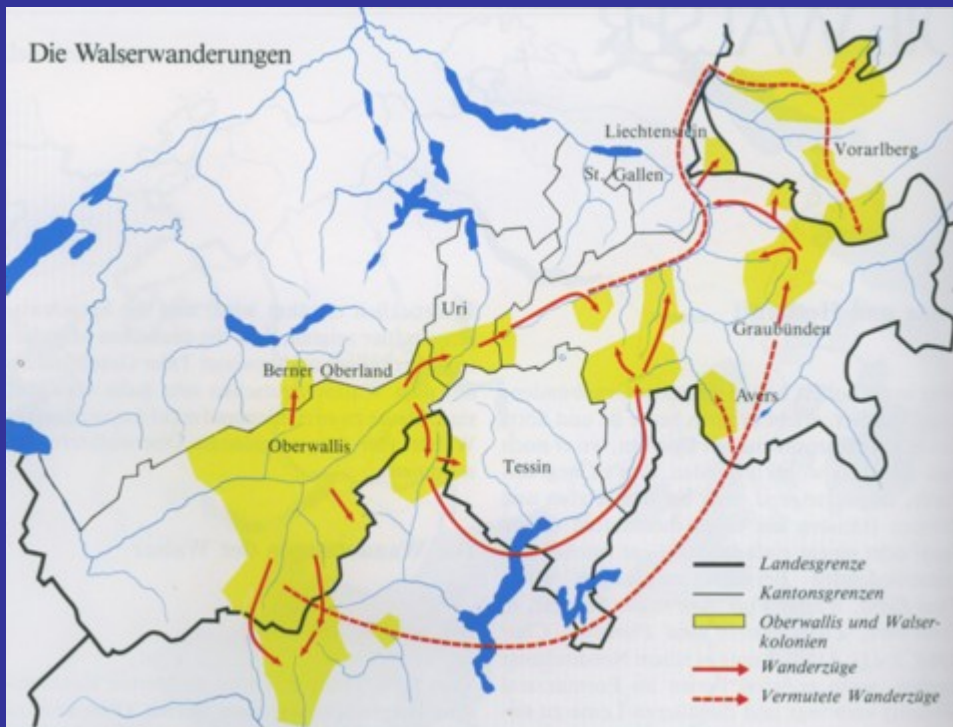 Die Walserwanderungen
Liechtenstein
St. Gallen
Vorarlberg
Uri
Graubünden
Berner Oberland
Avers
Oberwallis
Tessin
Landesgrenze
Kantonsgrenzen
Oberwallis und Walser-
kolonien
Wanderzüge
Vermutete Wanderzüge